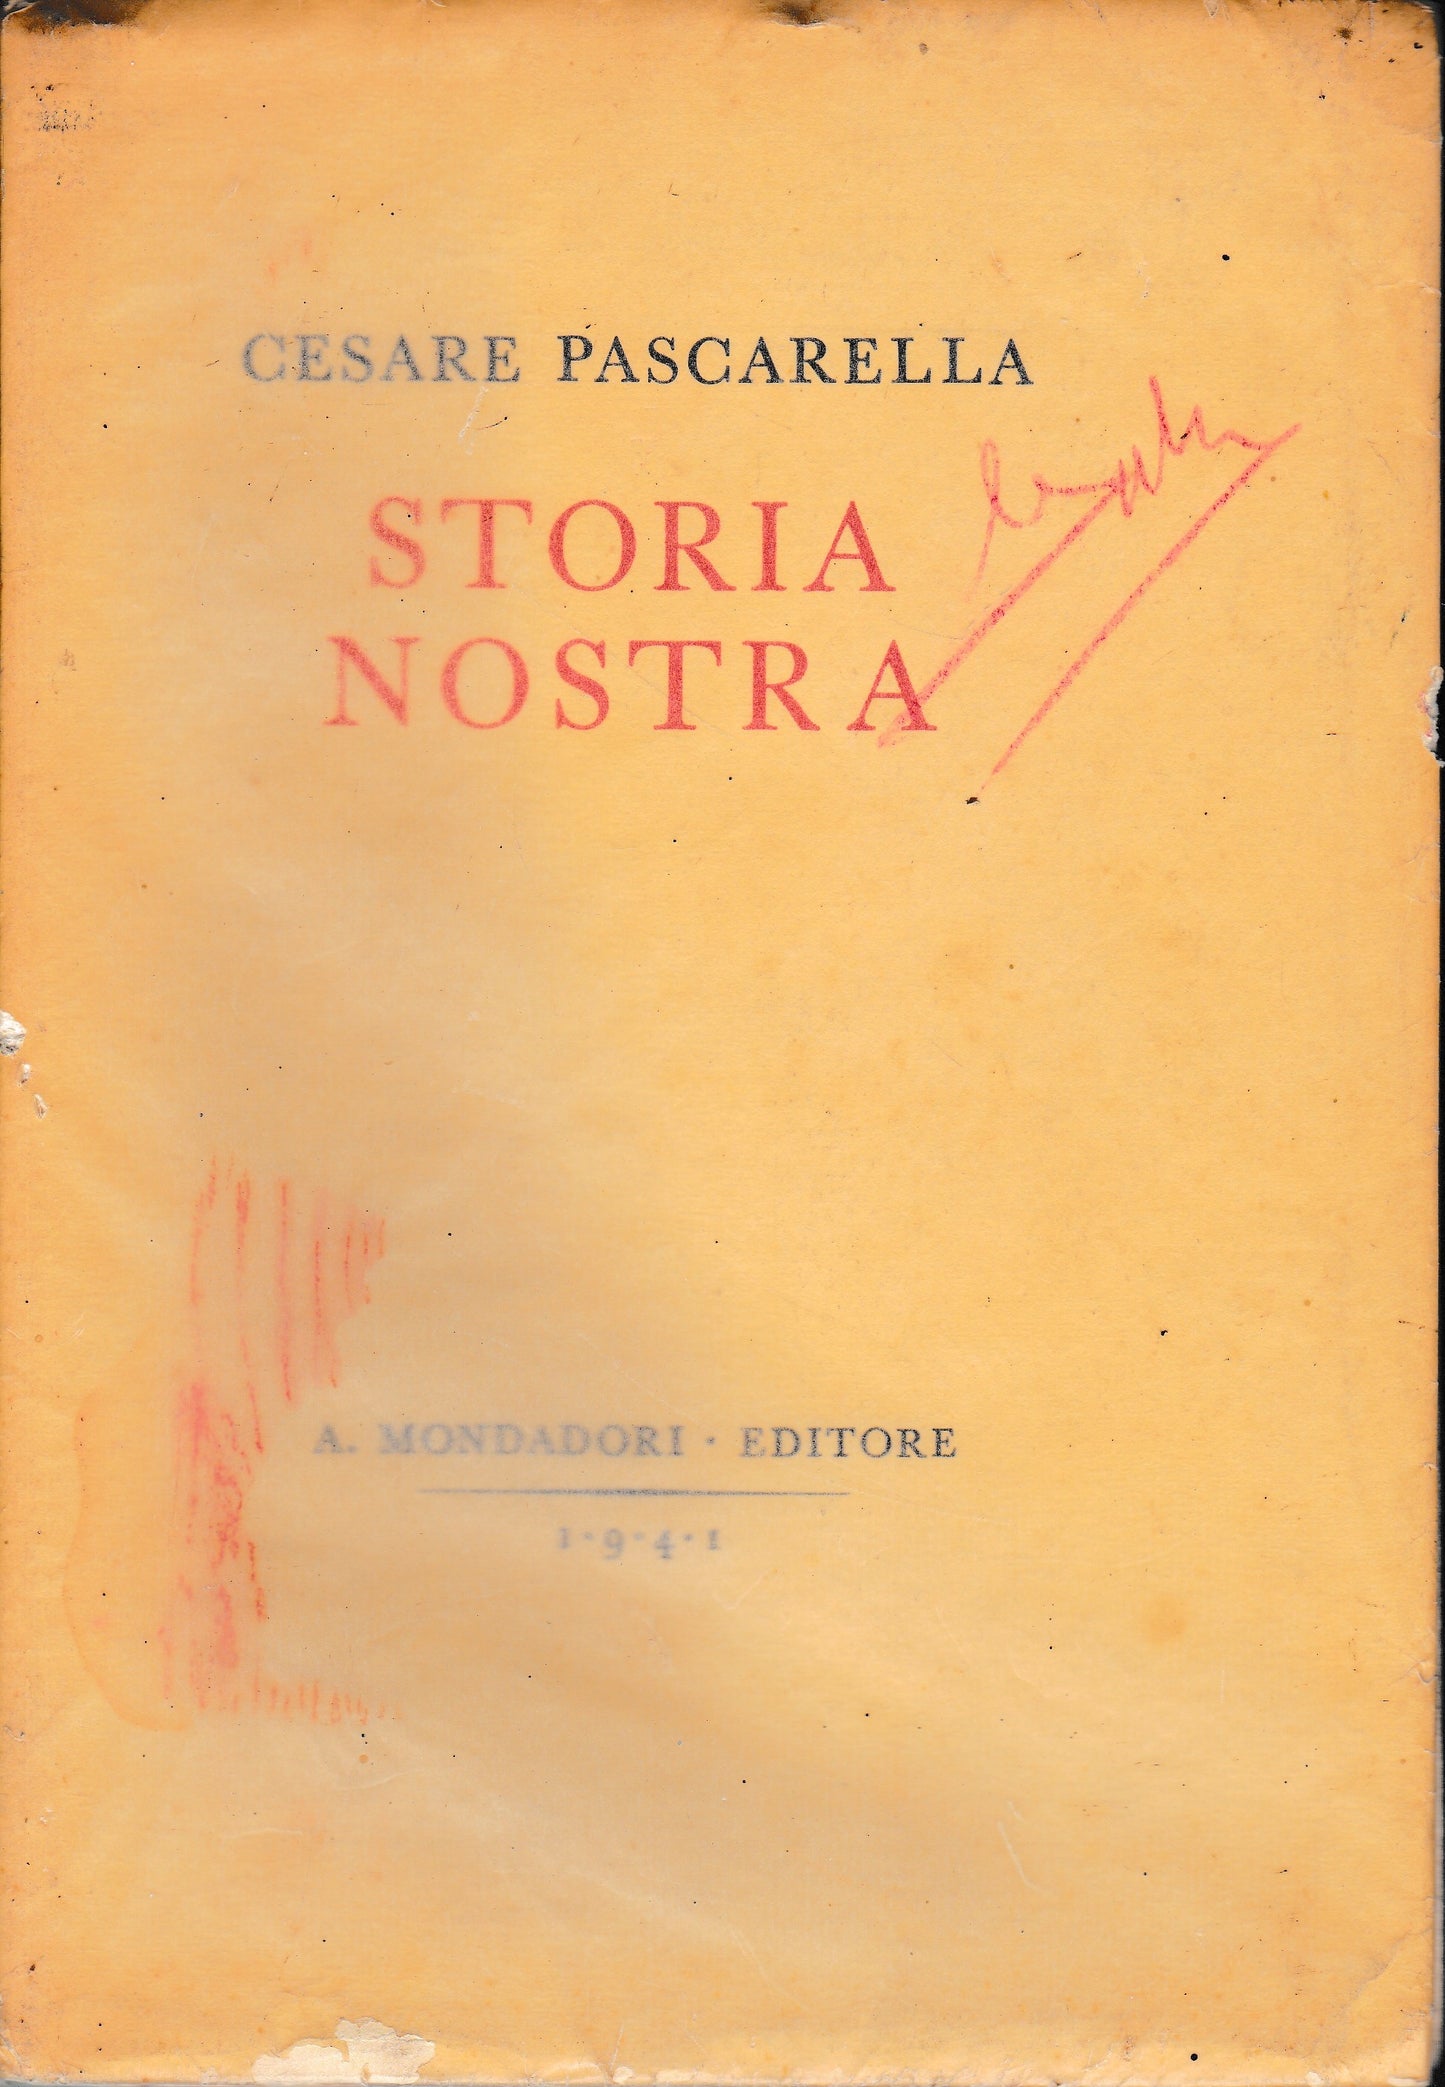 CESARE PASCARELLA
STORIA
NOSTRA
A. MONDADORI · EDITORE
1·9·4·1